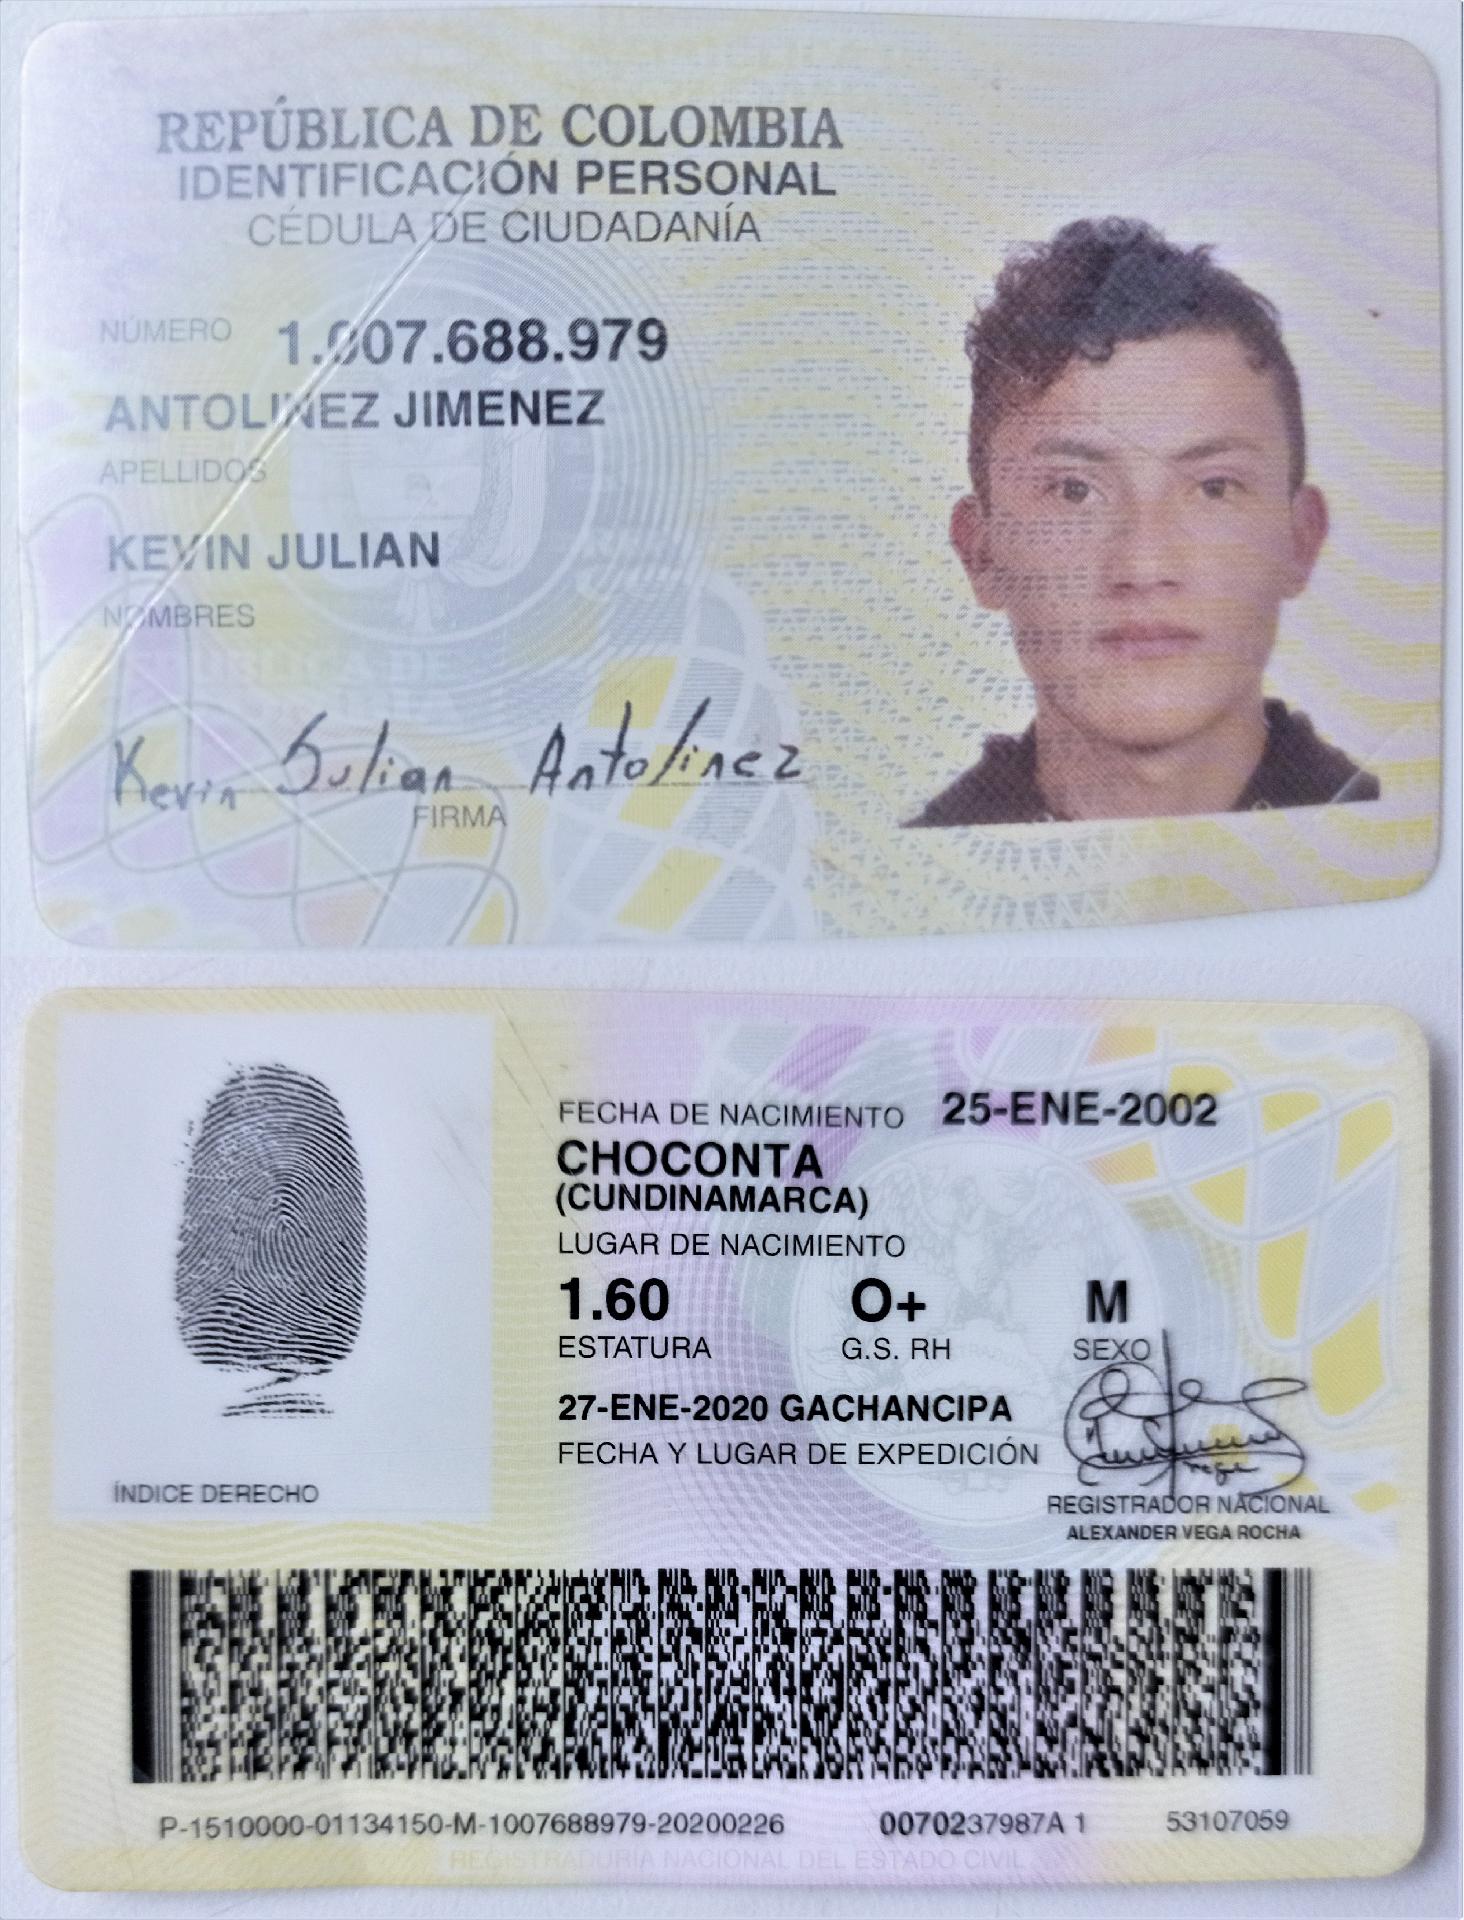 REPÚBLICA DE COLOMBIA
IDENTIFICACIÓN PERSONAL
CÉDULA DE CIUDADANÍA
NÚMERO 1.007.688.979
ANTOLINEZ JIMENEZ
APELLIDOS
KEVIN JULIAN
NOMBRES
Kevin Julian Antolinez
FIRMA
FECHA DE NACIMIENTO 25-ENE-2002
CHOCONTA
(CUNDINAMARCA)
LUGAR DE NACIMIENTO
1.60 O+ M
ESTATURA G.S. RH SEXO
27-ENE-2020 GACHANCIPA
FECHA Y LUGAR DE EXPEDICIÓN
ÍNDICE DERECHO
REGISTRADOR NACIONAL
ALEXANDER VEGA ROCHA
P-1510000-01134150-M-1007688979-20200226 0070237987A 1 53107059
REGISTRADURÍA NACIONAL DEL ESTADO CIVIL